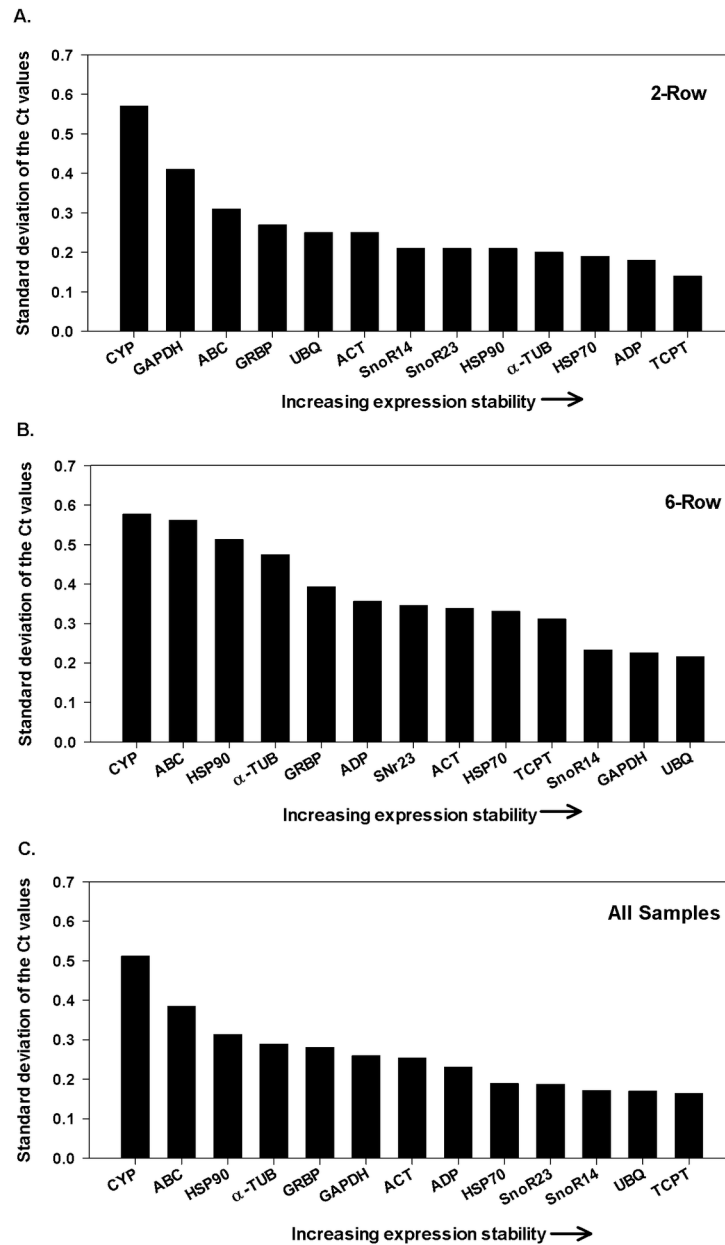 A.
Standard deviation of the Ct values
0.7
0.6
0.5
0.4
0.3
0.2
0.1
0.0
2-Row
CYP GAPDH ABC GRBP UBQ ACT SnoR14 SnoR23 HSP90 α-TUB HSP70 ADP TCPT
Increasing expression stability →
B.
Standard deviation of the Ct values
0.7
0.6
0.5
0.4
0.3
0.2
0.1
0.0
6-Row
CYP ABC HSP90 α-TUB GRBP ADP SNr23 ACT HSP70 TCPT SnoR14 GAPDH UBQ
Increasing expression stability →
C.
Standard deviation of the Ct values
0.7
0.6
0.5
0.4
0.3
0.2
0.1
0.0
All Samples
CYP ABC HSP90 α-TUB GRBP GAPDH ACT ADP HSP70 SnoR23 SnoR14 UBQ TCPT
Increasing expression stability →